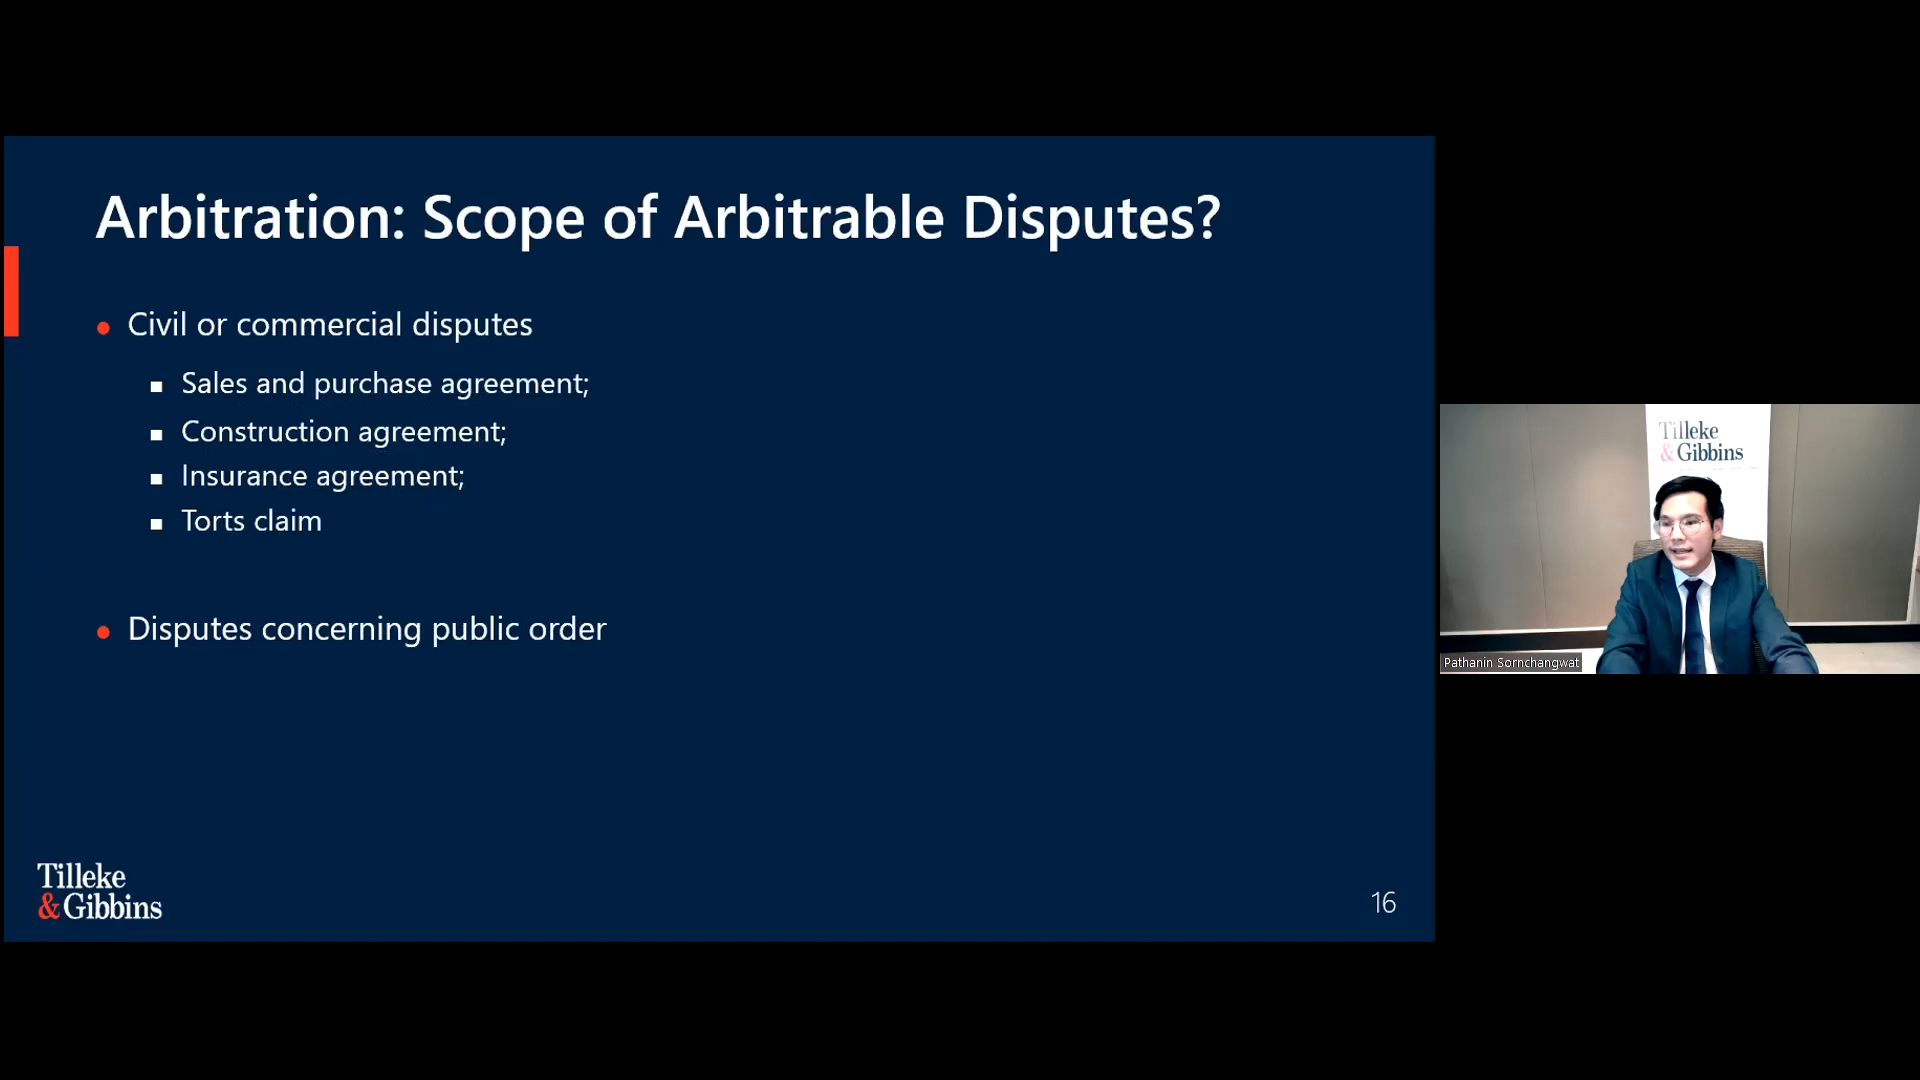 Arbitration: Scope of Arbitrable Disputes?
Civil or commercial disputes
Sales and purchase agreement;
Construction agreement;
Insurance agreement;
Torts claim
Disputes concerning public order
Tilleke
& Gibbins
16
Tilleke
& Gibbins
Pathanin Sornchangwat